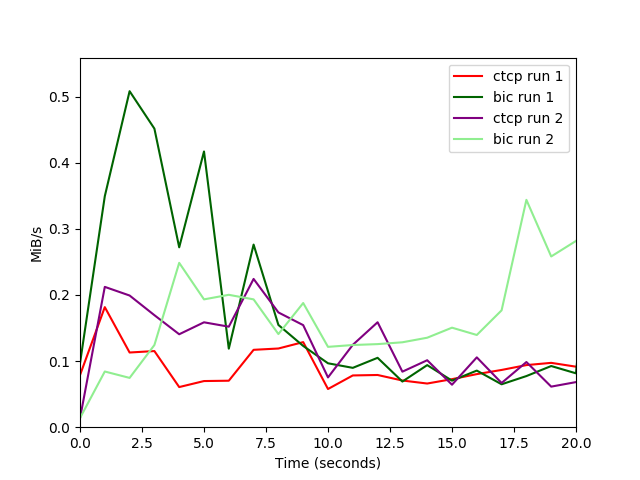 ctcp run 1
bic run 1
ctcp run 2
bic run 2
MiB/s
0.5
0.4
0.3
0.2
0.1
0.0
0.0 2.5 5.0 7.5 10.0 12.5 15.0 17.5 20.0
Time (seconds)